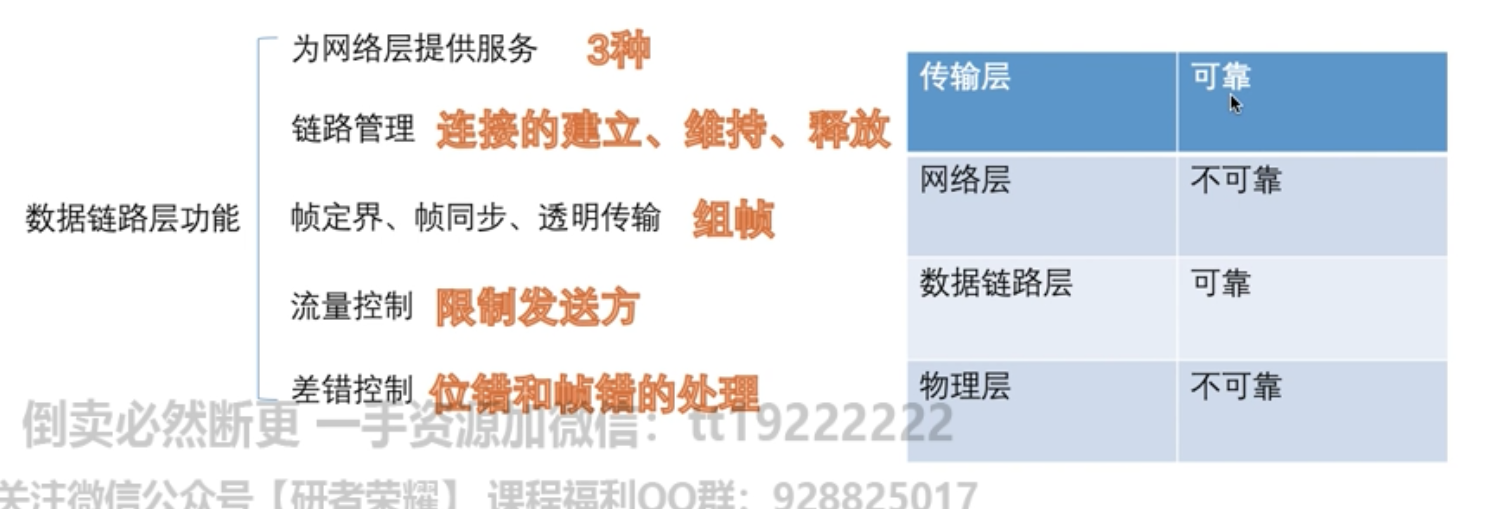 为网络层提供服务 3种
链路管理 连接的建立、维持、释放
数据链路层功能
帧定界、帧同步、透明传输 组帧
流量控制 限制发送方
差错控制 位错和帧错的处理
传输层 可靠
网络层 不可靠
数据链路层 可靠
物理层 不可靠
倒卖必然断更 一手资源加微信：tt19222222
关注微信公众号【研者荣耀】 课程福利QQ群：928825017